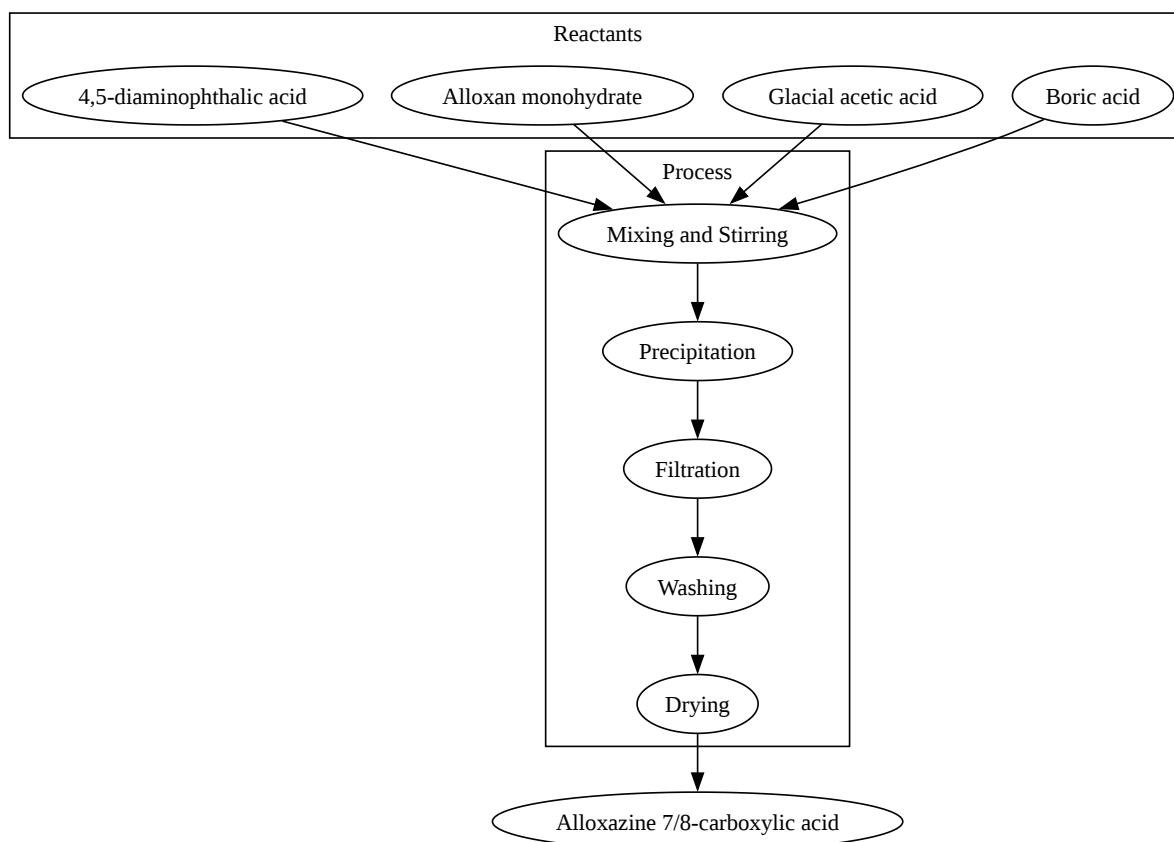 Reactants
4,5-diaminophthalic acid
Alloxan monohydrate
Glacial acetic acid
Boric acid
Process
Mixing and Stirring
Precipitation
Filtration
Washing
Drying
Alloxazine 7/8-carboxylic acid